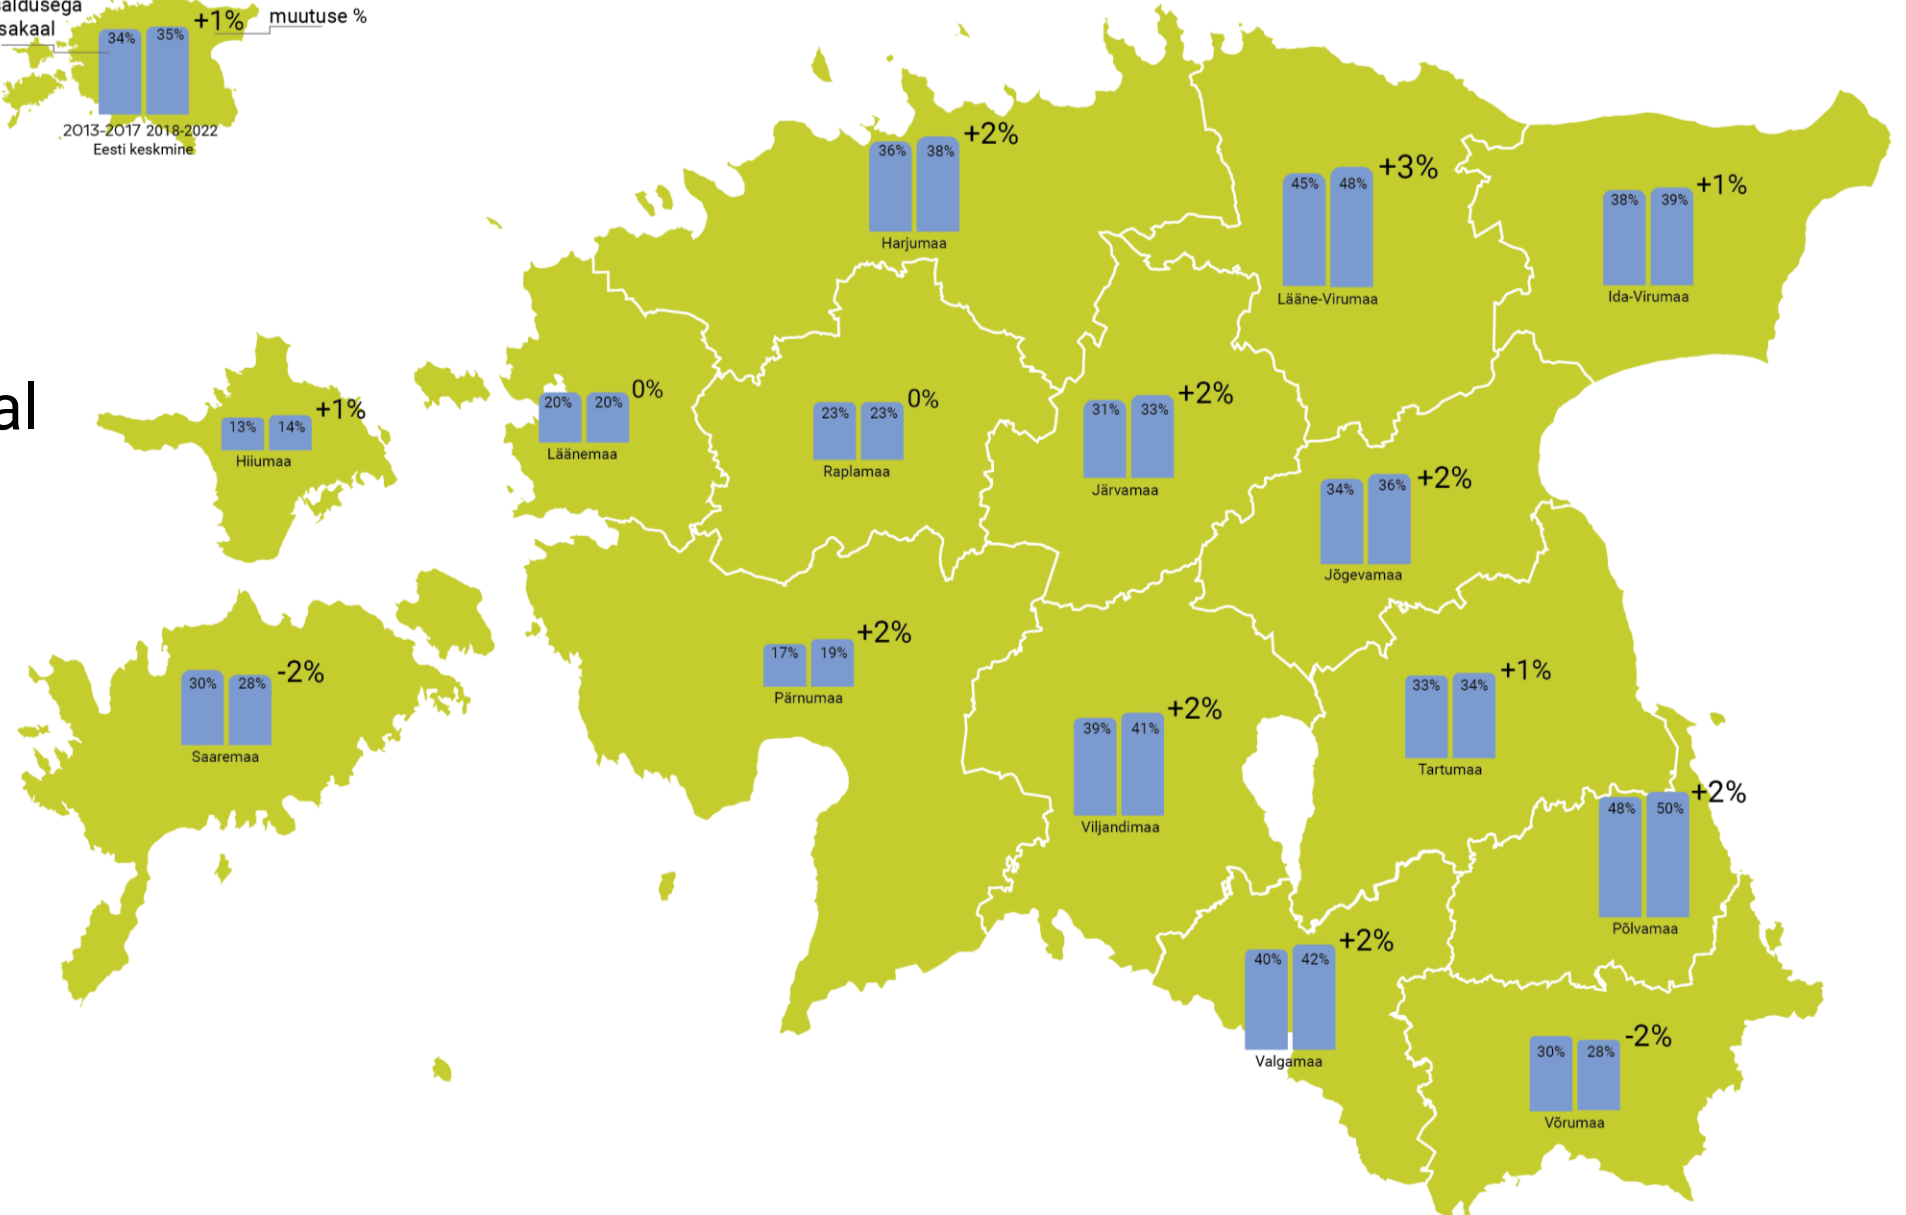 sakaal
34% 35% +1% muutuse %
2013-2017 2018-2022
Eesti keskmine
36% 38% +2%
Harjumaa
45% 48% +3%
Lääne-Virumaa
38% 39% +1%
Ida-Virumaa
13% 14% +1%
Hiiumaa
20% 20% 0%
Läänemaa
23% 23% 0%
Raplamaa
31% 33% +2%
Järvamaa
34% 36% +2%
Jõgevamaa
30% 28% -2%
Saaremaa
17% 19% +2%
Pärnumaa
39% 41% +2%
Viljandimaa
33% 34% +1%
Tartumaa
48% 50% +2%
Põlvamaa
40% 42% +2%
Valgamaa
30% 28% -2%
Võrumaa